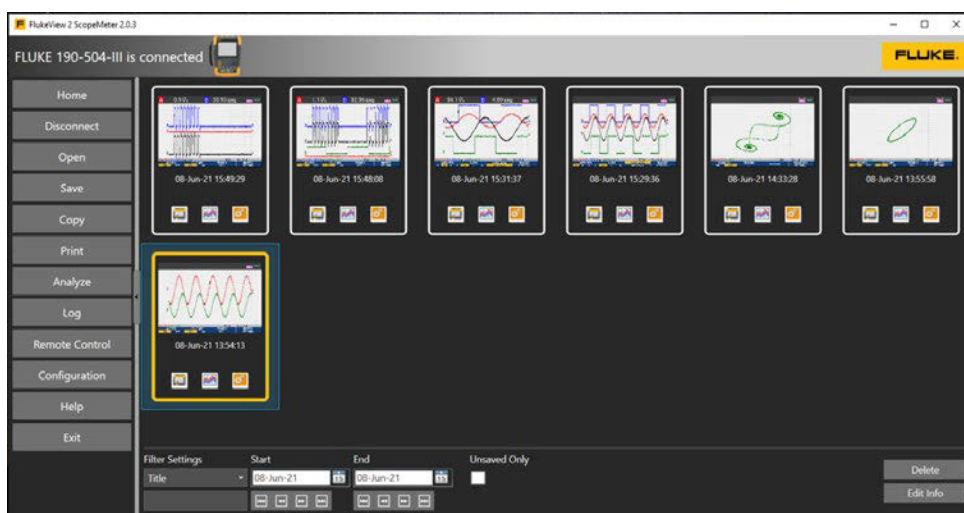 FlukeView 2 ScopeMeter 2.0.3
FLUKE 190-504-III is connected
FLUKE.
Home
Disconnect
Open
Save
Copy
Print
Analyze
Log
Remote Control
Configuration
Help
Exit
08-Jun-21 15:49:29
08-Jun-21 15:48:08
08-Jun-21 15:31:37
08-Jun-21 15:29:36
08-Jun-21 14:33:28
08-Jun-21 13:55:58
08-Jun-21 13:54:13
Filter Settings
Start
End
Unsaved Only
Title
08-Jun-21
15
08-Jun-21
15
Delete
Edit Info